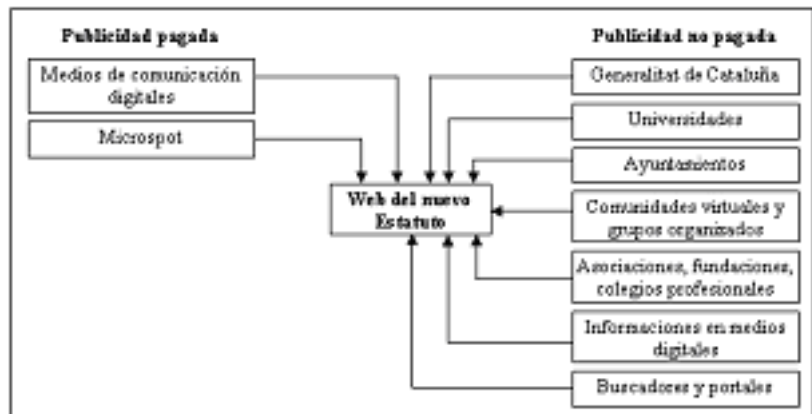 Publicidad pagada
Medios de comunicación
digitales
Microspot
Publicidad no pagada
Generalitat de Cataluña
Universidades
Ayuntamientos
Comunidades virtuales y
grupos organizados
Asociaciones, fundaciones,
colegios profesionales
Informaciones en medios
digitales
Buscadores y portales
Web del nuevo
Estatuto